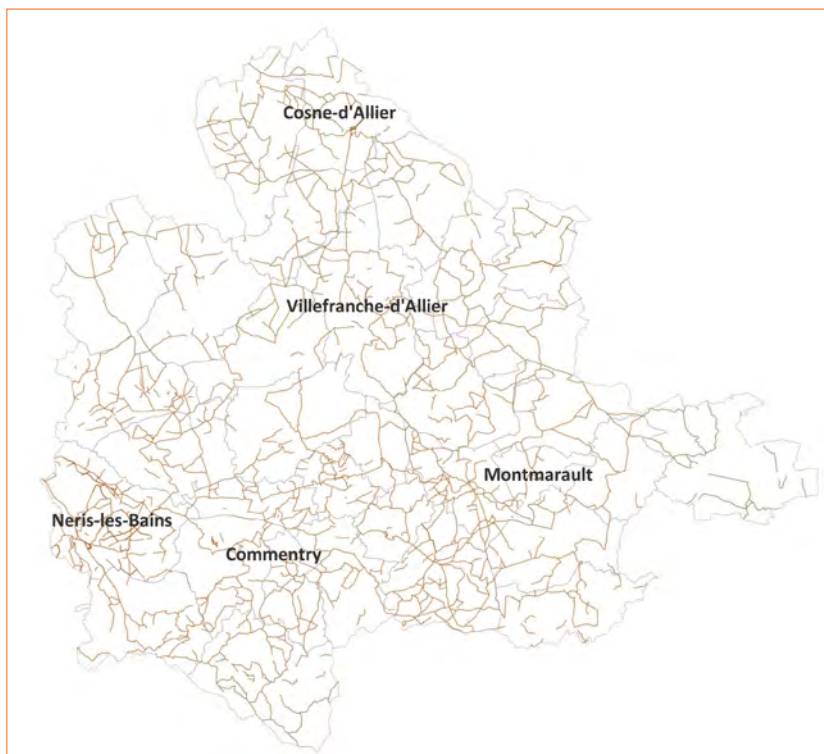 Cosne-d'Allier
Villefranche-d'Allier
Montmarault
Neris-les-Bains
Commentry